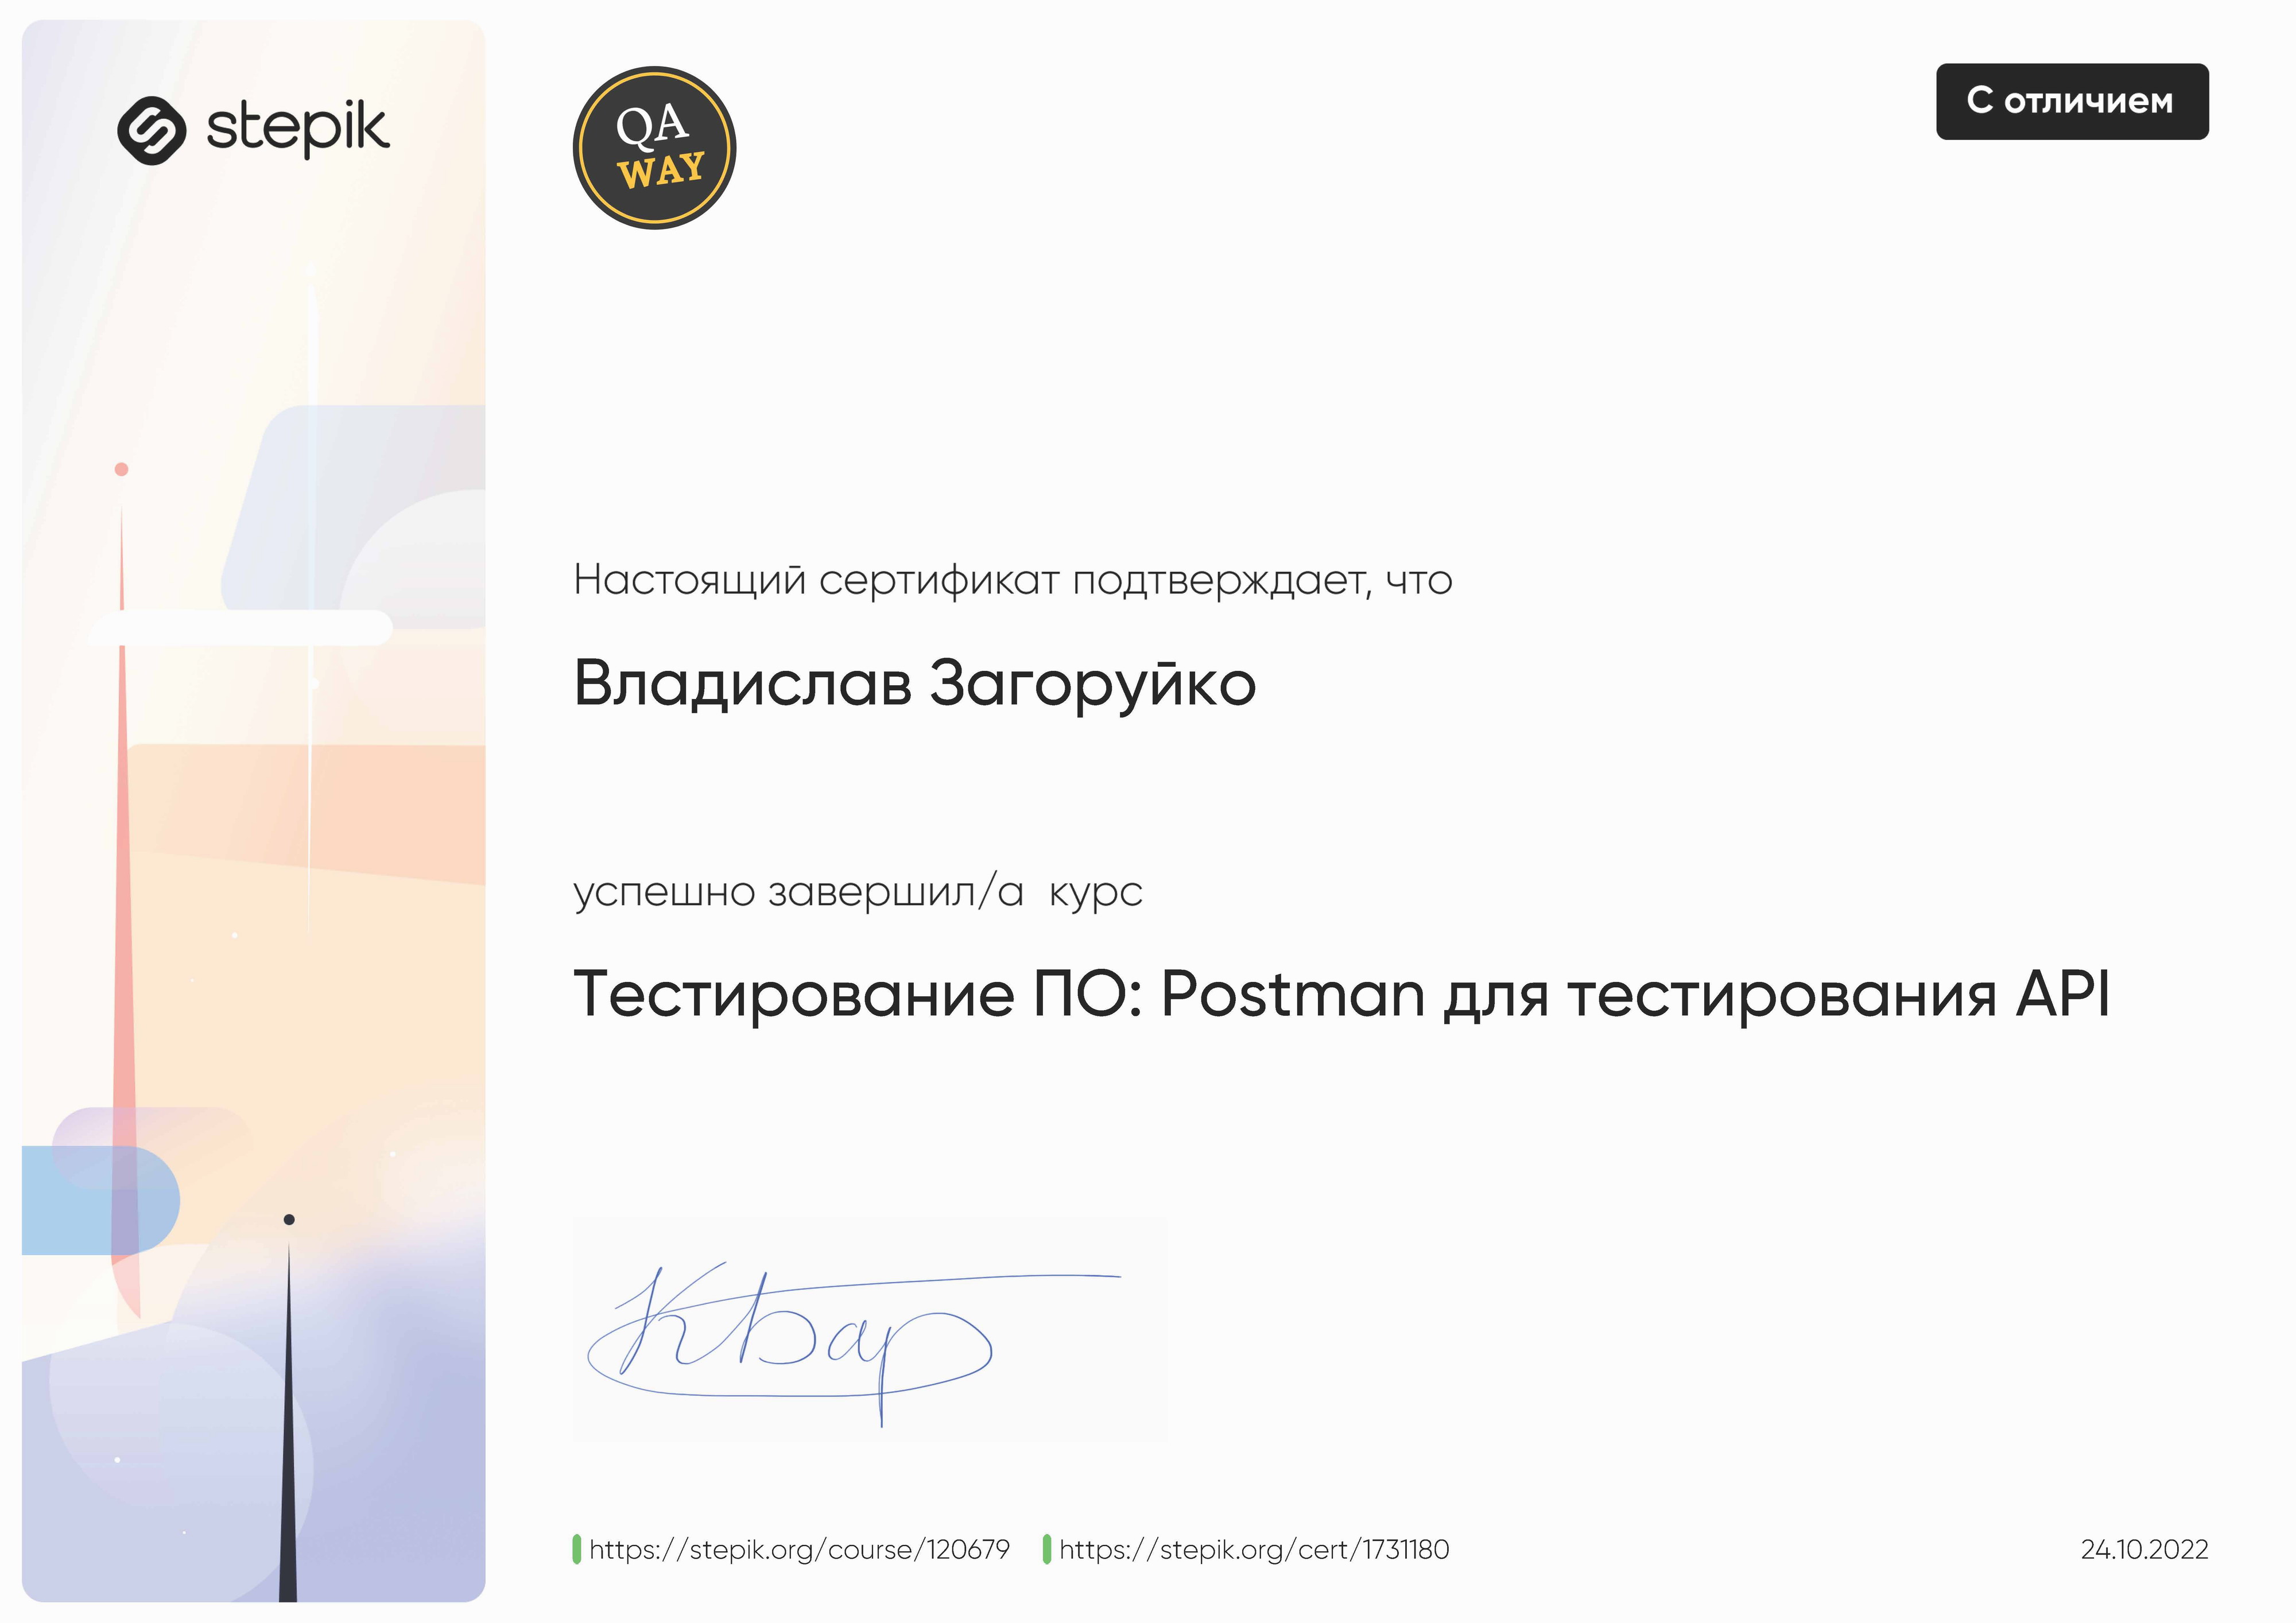 stepik
QA
WAY
С отличием
Настоящий сертификат подтверждает, что
Владислав Загоруйко
успешно завершил/а курс
Тестирование ПО: Postman для тестирования API
https://stepik.org/course/120679
https://stepik.org/cert/1731180
24.10.2022